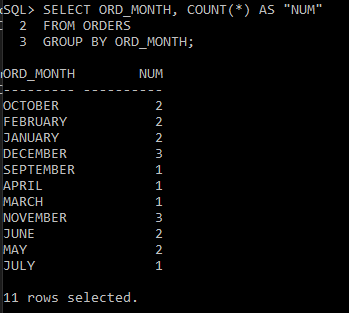 SQL> SELECT ORD_MONTH, COUNT(*) AS "NUM"
2 FROM ORDERS
3 GROUP BY ORD_MONTH;
ORD_MONTH NUM
--------- ----------
OCTOBER 2
FEBRUARY 2
JANUARY 2
DECEMBER 3
SEPTEMBER 1
APRIL 1
MARCH 1
NOVEMBER 3
JUNE 2
MAY 2
JULY 1
11 rows selected.